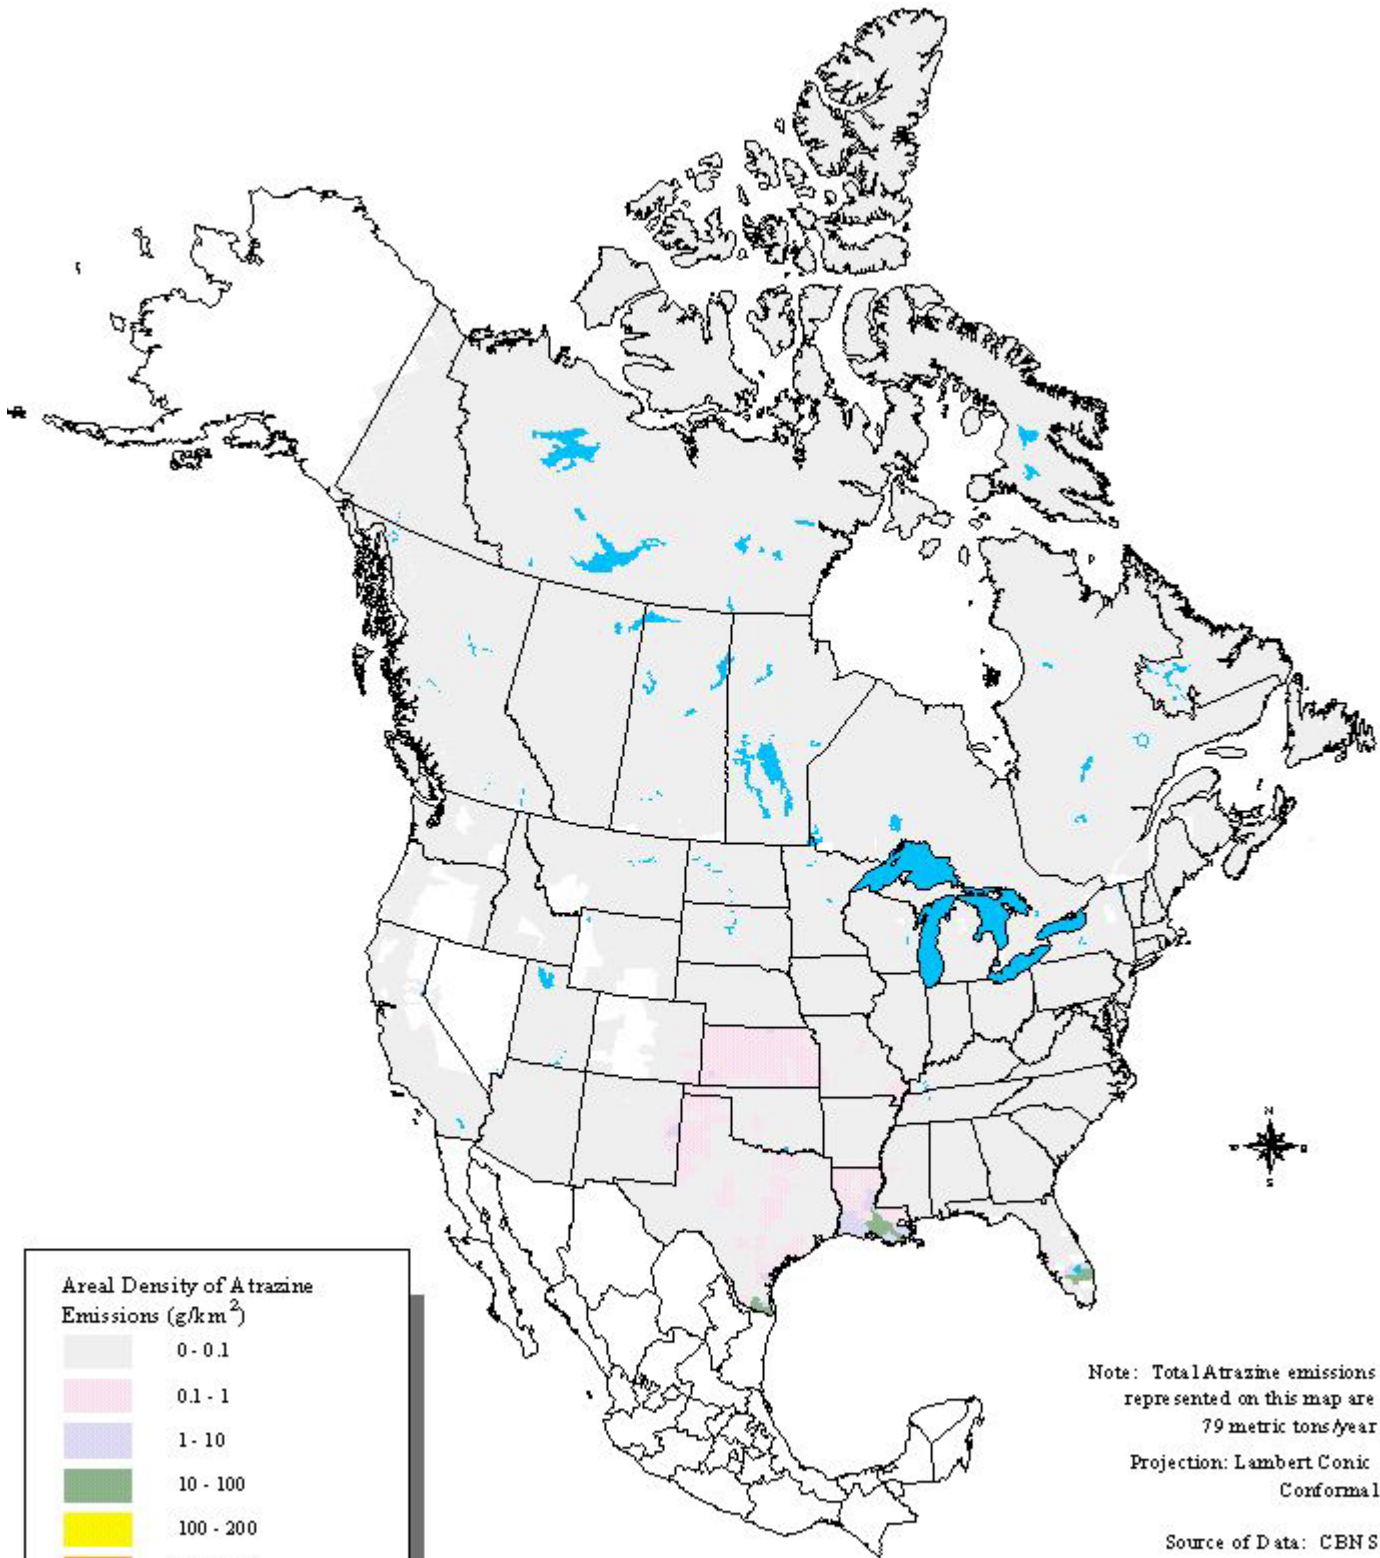 N
S
Areal Density of Atrazine
Emissions (g/km²)
0 - 0.1
0.1 - 1
1 - 10
10 - 100
100 - 200
Note: Total Atrazine emissions
represented on this map are
79 metric tons/year
Projection: Lambert Conic
Conformal
Source of Data: CBNS